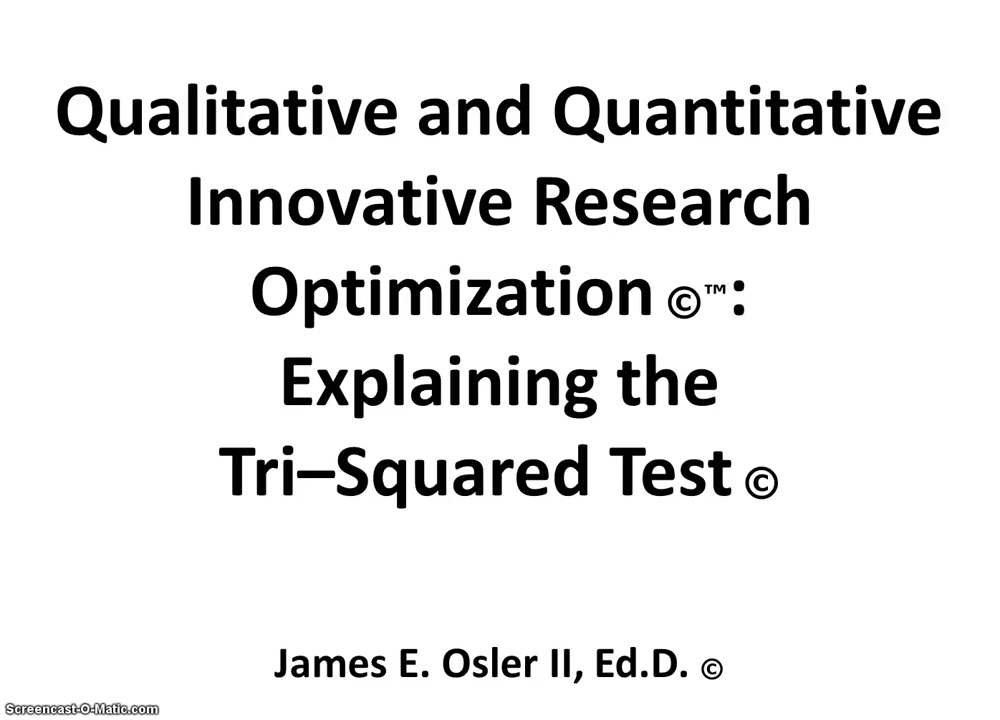 Qualitative and Quantitative
Innovative Research
Optimization ©™:
Explaining the
Tri–Squared Test ©
James E. Osler II, Ed.D. ©
Screencast-O-Matic.com